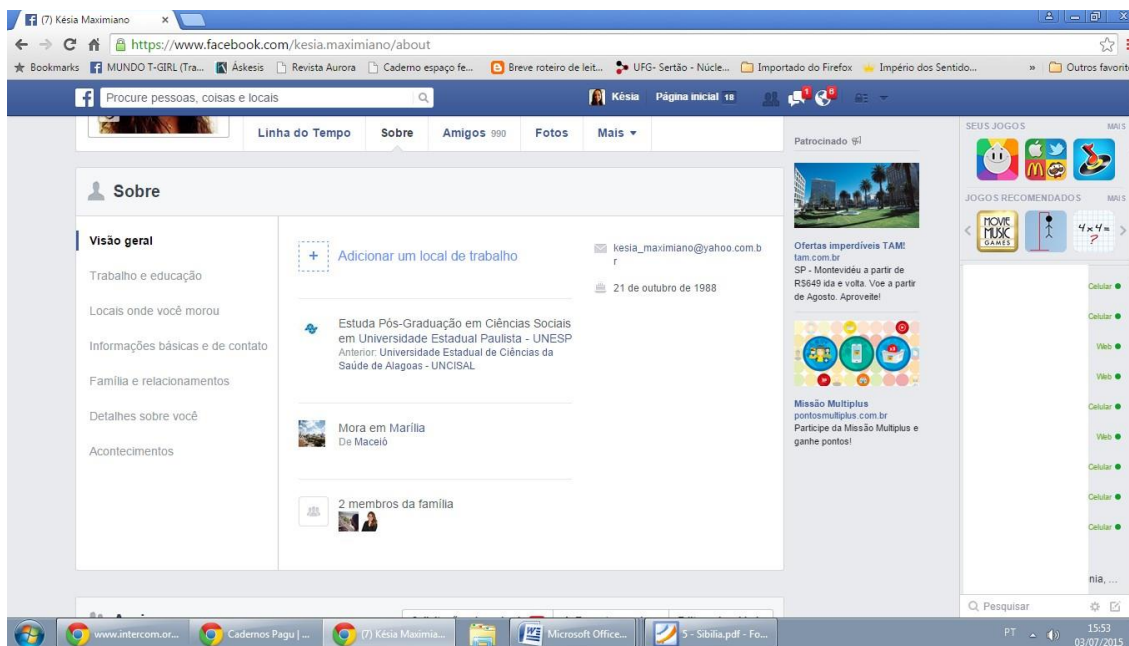 (7) Késia Maximiano
https://www.facebook.com/kesia.maximiano/about
Bookmarks MUNDO T-GIRL (Tra... Áskesis Revista Aurora Caderno espaço fe... Breve roteiro de leit... UFG- Sertão - Núcle... Importado do Firefox Império dos Sentido... » Outros favorit
Procure pessoas, coisas e locais Késia Página inicial 18 1 6
Linha do Tempo Sobre Amigos 990 Fotos Mais
Sobre
Visão geral
Trabalho e educação
Locais onde você morou
Informações básicas e de contato
Família e relacionamentos
Detalhes sobre você
Acontecimentos
+ Adicionar um local de trabalho
Estuda Pós-Graduação em Ciências Sociais
em Universidade Estadual Paulista - UNESP
Anterior: Universidade Estadual de Ciências da
Saúde de Alagoas - UNCISAL
Mora em Marília
De Maceió
2 membros da família
kesia_maximiano@yahoo.com.b
r
21 de outubro de 1988
Patrocinado
Ofertas imperdíveis TAM!
tam.com.br
SP - Montevidéu a partir de
R$649 ida e volta. Voe a partir
de Agosto. Aproveite!
Missão Multiplus
pontosmultiplus.com.br
Participe da Missão Multiplus e
ganhe pontos!
SEUS JOGOS MAIS
JOGOS RECOMENDADOS MAIS
MOVIE
MUSIC
GAMES
4x4=
?
Celular
Celular
Web
Web
Celular
Web
Celular
Celular
Celular
nia, ...
Pesquisar
www.intercom.or... Cadernos Pagu | ... (7) Késia Maximia... Microsoft Office... 5 - Sibilia.pdf - Fo... PT 15:53
03/07/2015